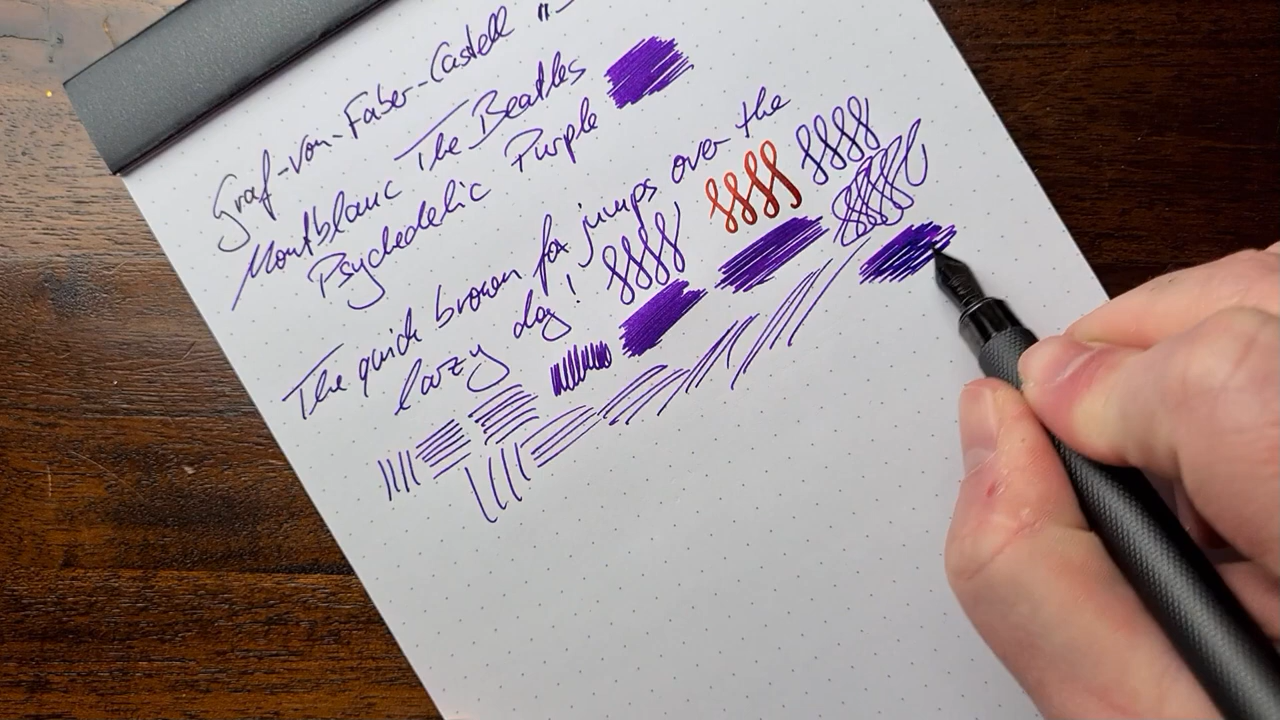 Graf-von-Faber-Castell "
Montblanc The Beatles
Psychedelic Purple
The quick brown fox jumps over the
lazy dog!